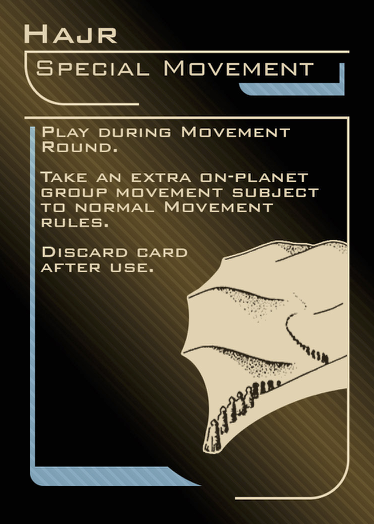 Hajr
Special Movement
Play during Movement
Round.
Take an extra on-planet
group movement subject
to normal Movement
rules.
Discard card
after use.